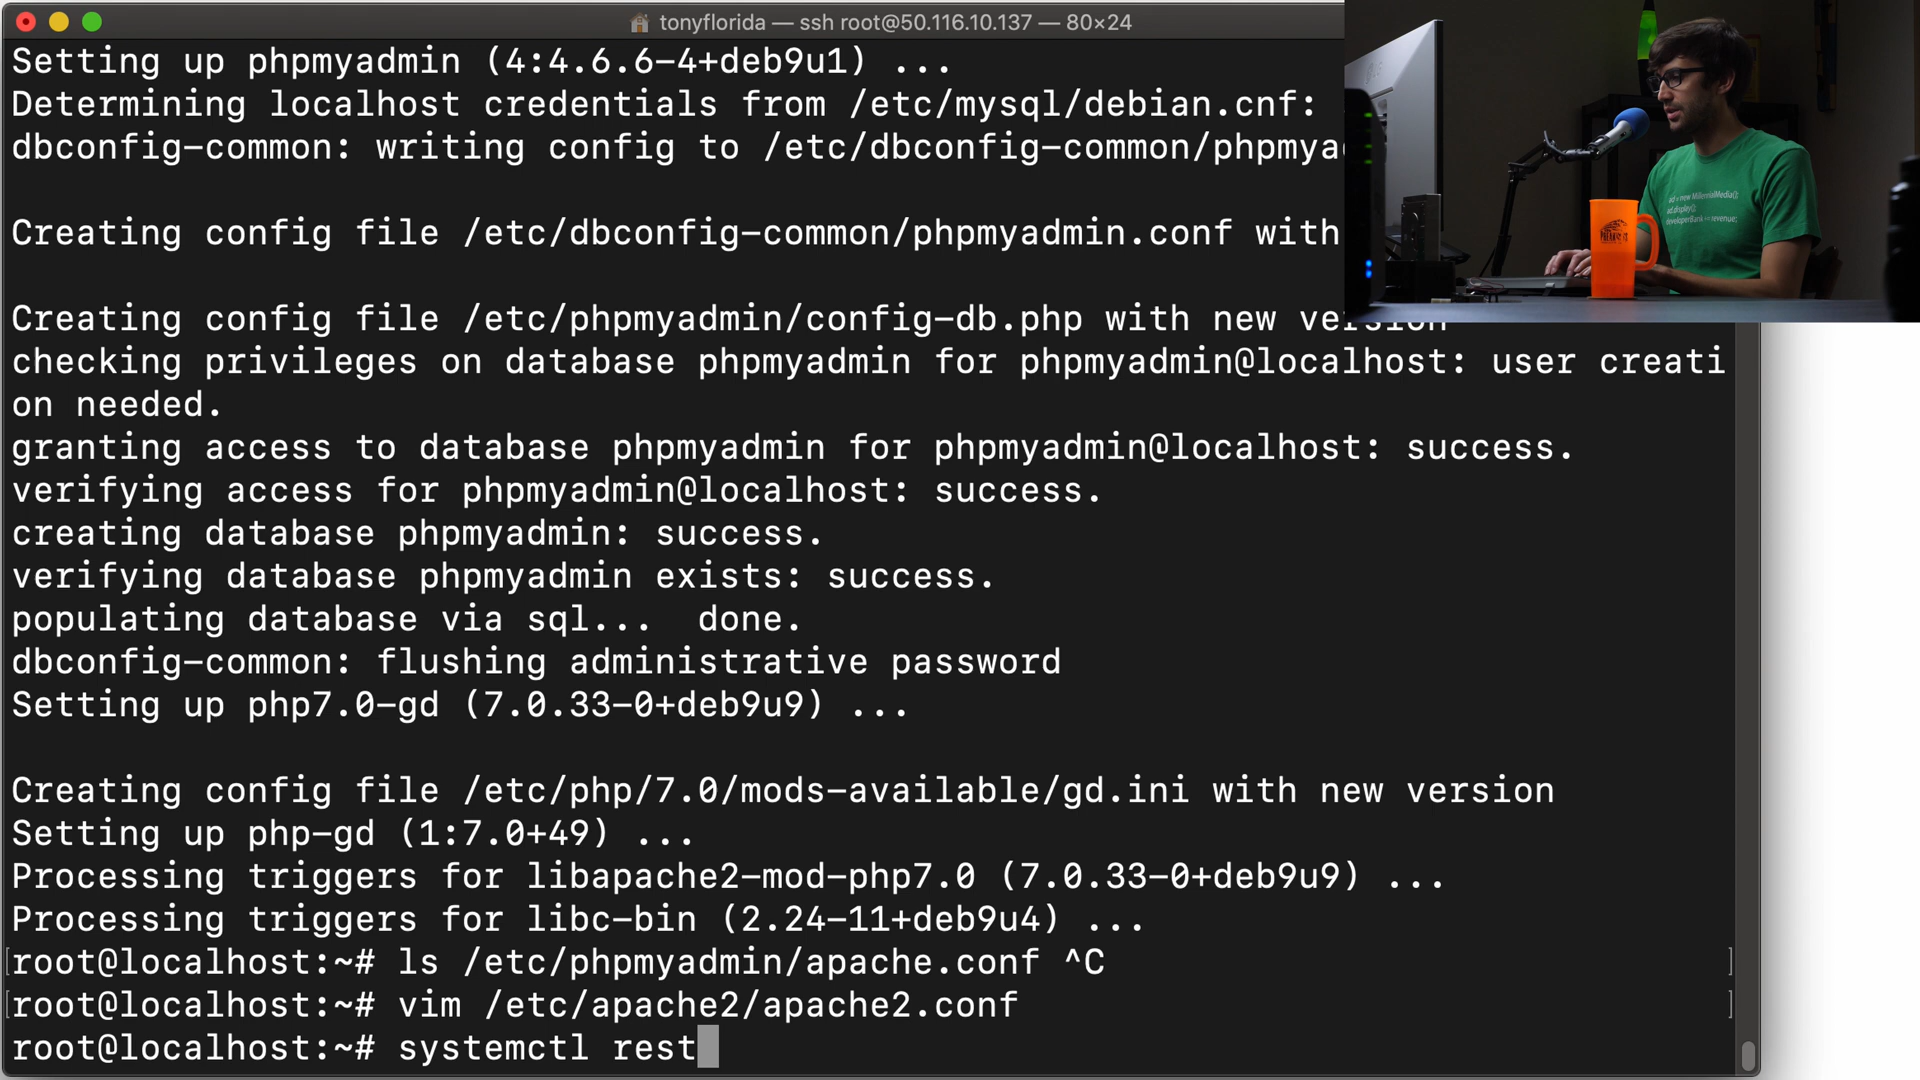 tonyflorida — ssh root@50.116.10.137 — 80×24
Setting up phpmyadmin (4:4.6.6-4+deb9u1) ...
Determining localhost credentials from /etc/mysql/debian.cnf:
dbconfig-common: writing config to /etc/dbconfig-common/phpmya
Creating config file /etc/dbconfig-common/phpmyadmin.conf with
Creating config file /etc/phpmyadmin/config-db.php with new version
checking privileges on database phpmyadmin for phpmyadmin@localhost: user creati
on needed.
granting access to database phpmyadmin for phpmyadmin@localhost: success.
verifying access for phpmyadmin@localhost: success.
creating database phpmyadmin: success.
verifying database phpmyadmin exists: success.
populating database via sql...  done.
dbconfig-common: flushing administrative password
Setting up php7.0-gd (7.0.33-0+deb9u9) ...
Creating config file /etc/php/7.0/mods-available/gd.ini with new version
Setting up php-gd (1:7.0+49) ...
Processing triggers for libapache2-mod-php7.0 (7.0.33-0+deb9u9) ...
Processing triggers for libc-bin (2.24-11+deb9u4) ...
[root@localhost:~# ls /etc/phpmyadmin/apache.conf ^C ]
[root@localhost:~# vim /etc/apache2/apache2.conf ]
root@localhost:~# systemctl rest
ad = new MillennialMedia();
ad.display();